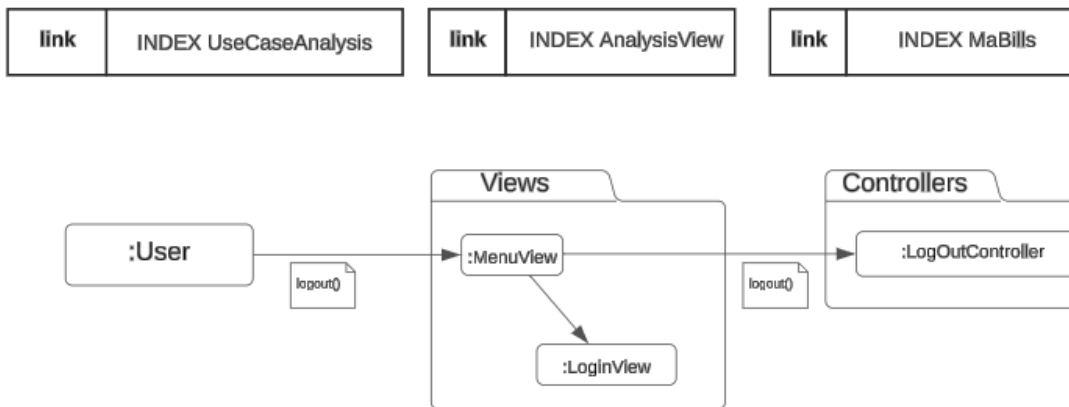 link INDEX UseCaseAnalysis
link INDEX AnalysisView
link INDEX MaBills
Views
Controllers
:User
logout()
:MenuView
logout()
:LogOutController
:LoginView